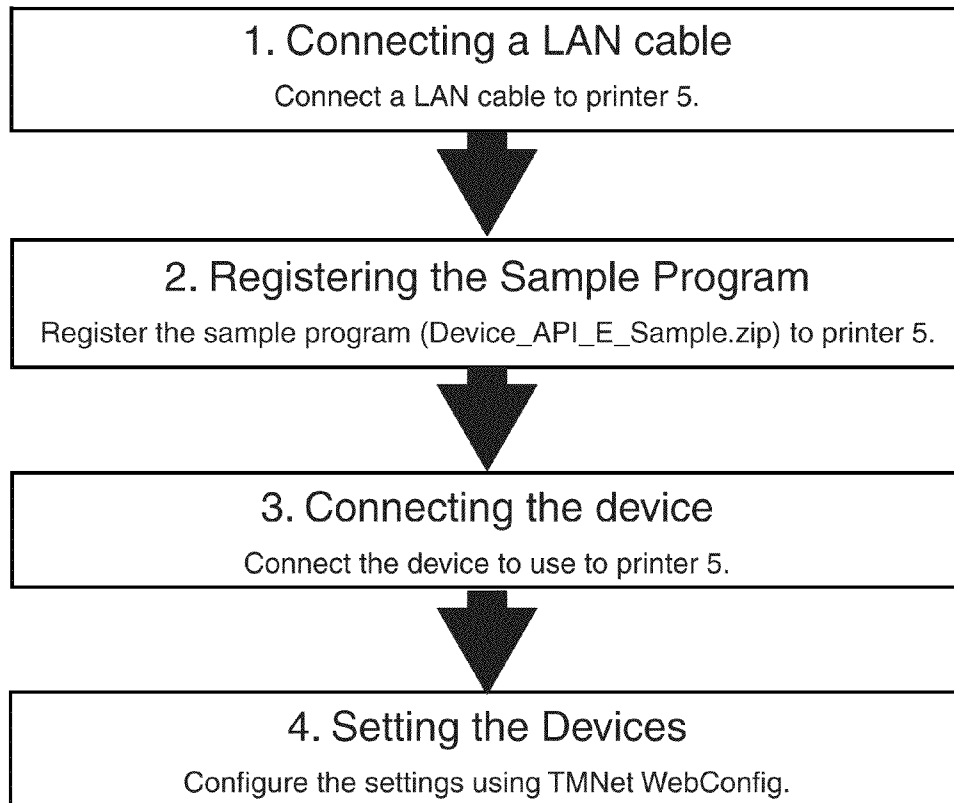 1. Connecting a LAN cable
Connect a LAN cable to printer 5.
2. Registering the Sample Program
Register the sample program (Device_API_E_Sample.zip) to printer 5.
3. Connecting the device
Connect the device to use to printer 5.
4. Setting the Devices
Configure the settings using TMNet WebConfig.